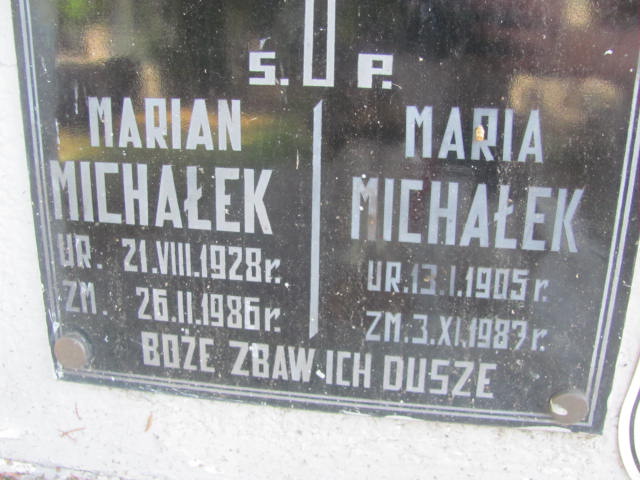 Ś. P.
MARIAN
MICHAŁEK
UR. 21.VIII.1928r.
ZM. 26.II.1986r.
MARIA
MICHAŁEK
UR.13.I.1905r.
ZM.3.XI.1987r.
BOŻE ZBAW ICH DUSZE